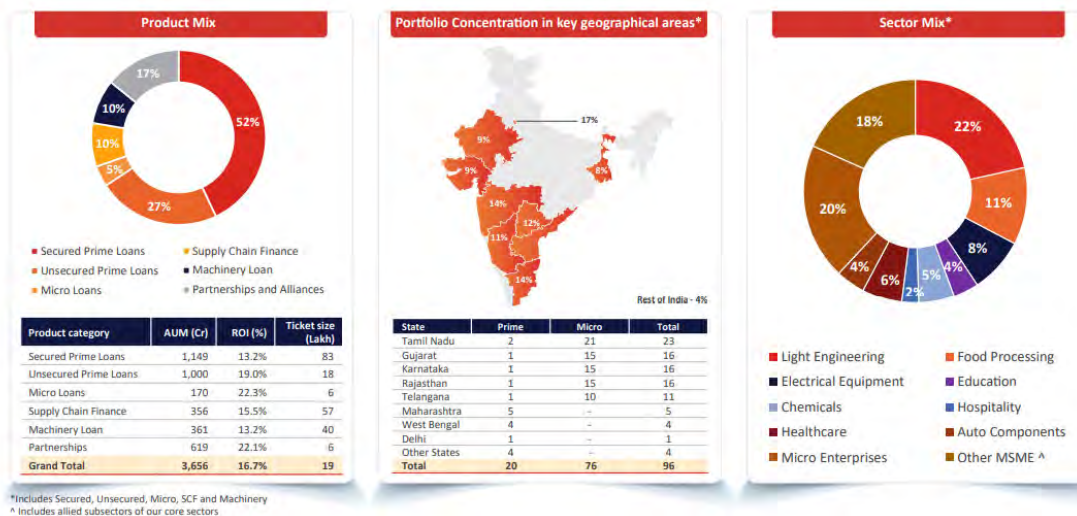 Product Mix
17%
52%
10%
10%
5%
27%
Secured Prime Loans Supply Chain Finance
Unsecured Prime Loans Machinery Loan
Micro Loans Partnerships and Alliances
Product category AUM (Cr) ROI (%) Ticket size (Lakh)
Secured Prime Loans 1,149 13.2% 83
Unsecured Prime Loans 1,000 19.0% 18
Micro Loans 170 22.3% 6
Supply Chain Finance 356 15.5% 57
Machinery Loan 361 13.2% 40
Partnerships 619 22.1% 6
Grand Total 3,656 16.7% 19
*Includes Secured, Unsecured, Micro, SCF and Machinery
^ Includes allied subsectors of our core sectors
Portfolio Concentration in key geographical areas*
17%
9%
9%
8%
14%
12%
11%
14%
Rest of India - 4%
State Prime Micro Total
Tamil Nadu 2 21 23
Gujarat 1 15 16
Karnataka 1 15 16
Rajasthan 1 15 16
Telangana 1 10 11
Maharashtra 5 - 5
West Bengal 4 - 4
Delhi 1 - 1
Other States 4 - 4
Total 20 76 96
Sector Mix*
18%
22%
11%
20%
8%
4%
4%
6%
5%
2%
Light Engineering Food Processing
Electrical Equipment Education
Chemicals Hospitality
Healthcare Auto Components
Micro Enterprises Other MSME ^